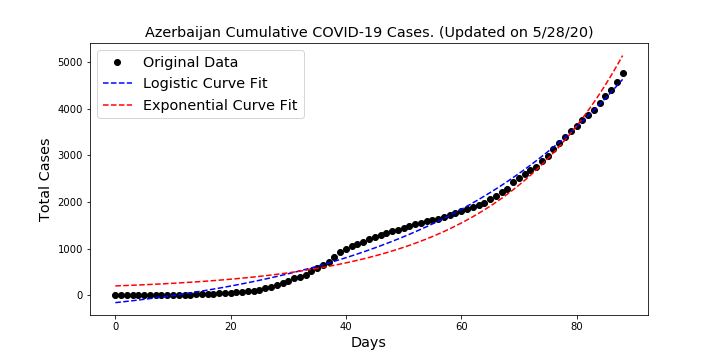 Azerbaijan Cumulative COVID-19 Cases. (Updated on 5/28/20)
Original Data
Logistic Curve Fit
Exponential Curve Fit
Total Cases
5000
4000
3000
2000
1000
0
0 20 40 60 80
Days